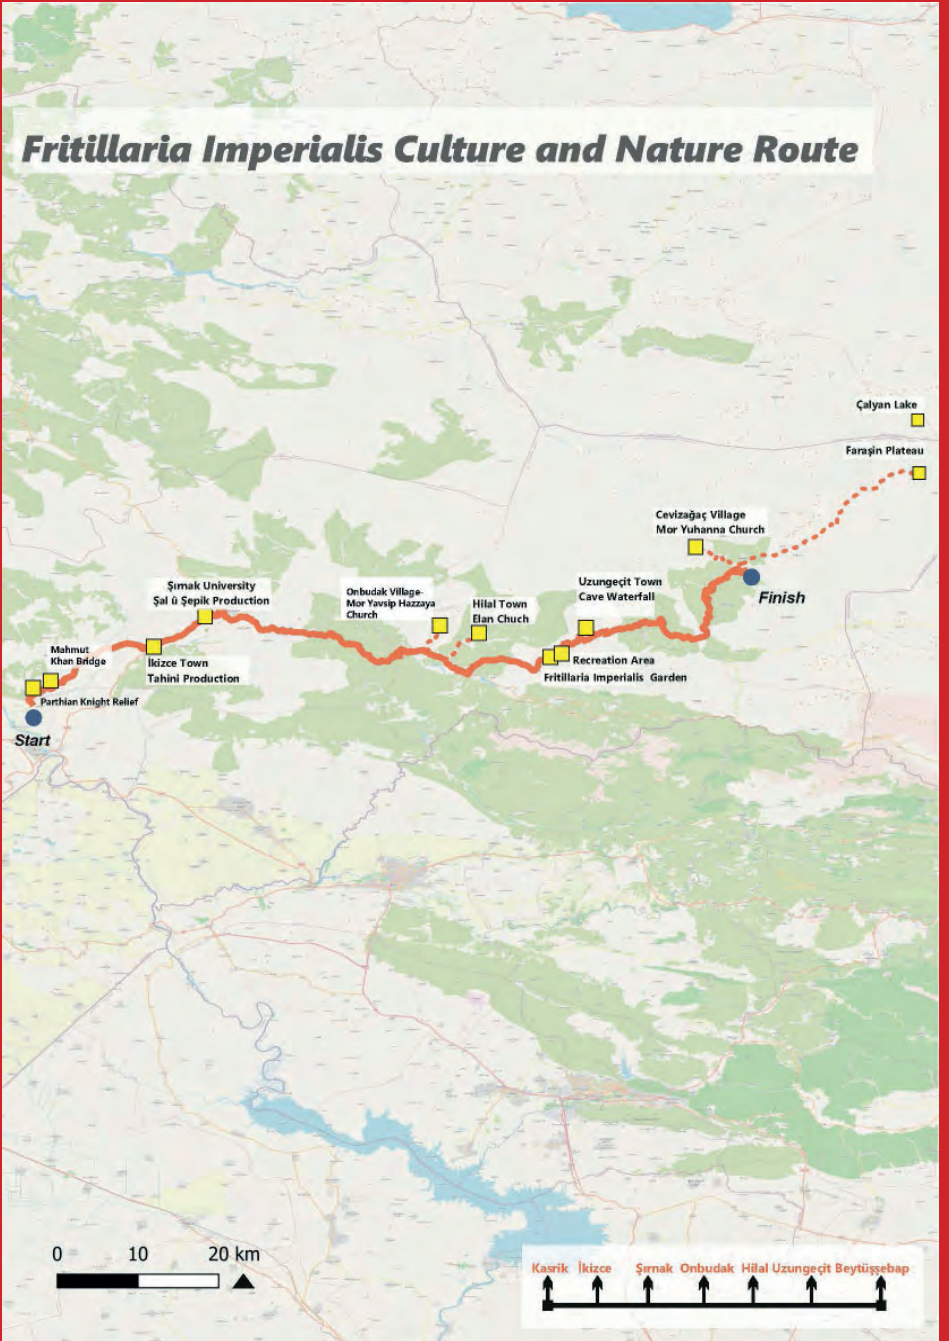 Fritillaria Imperialis Culture and Nature Route
Çalyan Lake
Faraşin Plateau
Cevizağaç Village
Mor Yuhanna Church
Finish
Uzungeçit Town
Cave Waterfall
Şırnak University
Şal û Şepik Production
Onbudak Village-
Mor Yavsip Hazzaya
Church
Hilal Town
Elan Chuch
Mahmut
Khan Bridge
İkizce Town
Tahini Production
Recreation Area
Fritillaria Imperialis Garden
Parthian Knight Relief
Start
0 10 20 km
Kasrik İkizce Şırnak Onbudak Hilal Uzungeçit Beytüşşebap